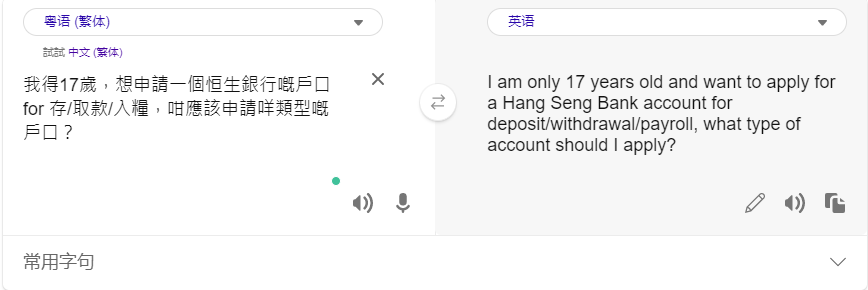 粤语 (繁体)
英语
試試 中文 (繁体)
我得17歲，想申請一個恒生銀行嘅戶口
for 存/取款/入糧，咁應該申請咩類型嘅
戶口？
I am only 17 years old and want to apply for
a Hang Seng Bank account for
deposit/withdrawal/payroll, what type of
account should I apply?
常用字句